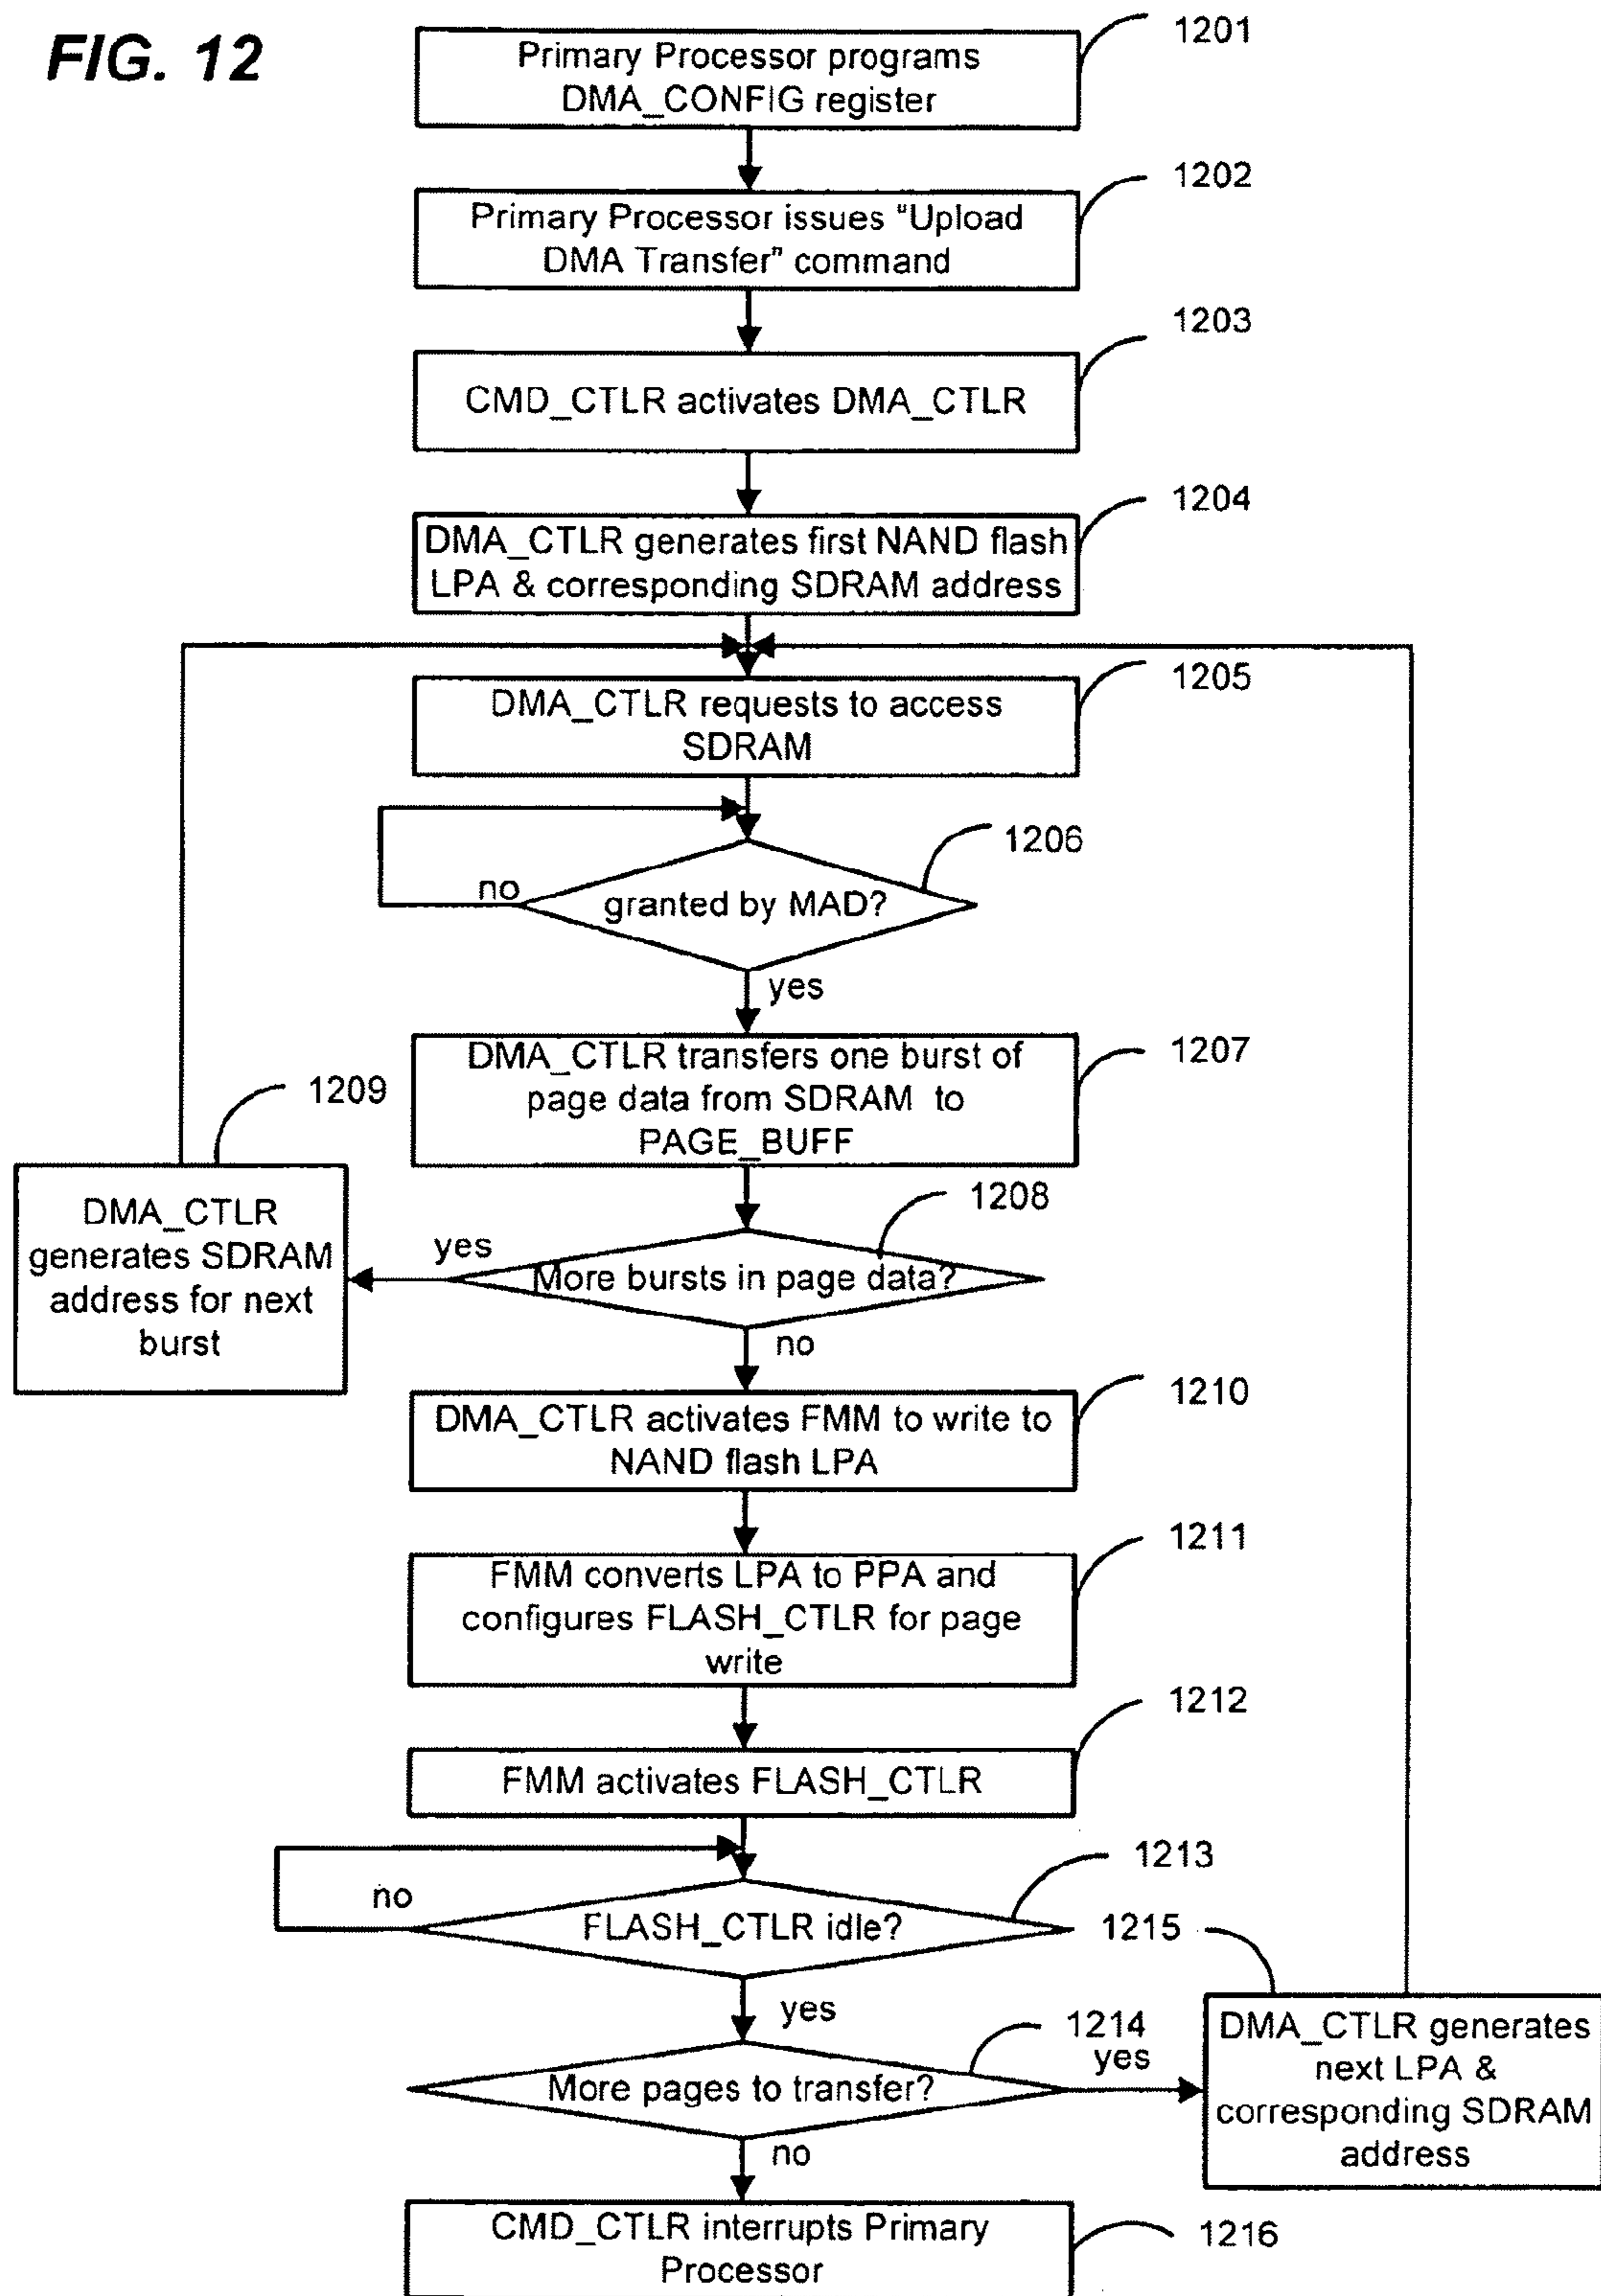 FIG. 12
1201
Primary Processor programs
DMA_CONFIG register
1202
Primary Processor issues "Upload
DMA Transfer" command
1203
CMD_CTLR activates DMA_CTLR
1204
DMA_CTLR generates first NAND flash
LPA & corresponding SDRAM address
1205
DMA_CTLR requests to access
SDRAM
1206
no
granted by MAD?
yes
1207
DMA_CTLR transfers one burst of
page data from SDRAM to
PAGE_BUFF
1209
1208
DMA_CTLR
generates SDRAM
address for next
burst
yes
More bursts in page data?
no
1210
DMA_CTLR activates FMM to write to
NAND flash LPA
1211
FMM converts LPA to PPA and
configures FLASH_CTLR for page
write
1212
FMM activates FLASH_CTLR
1213
no
FLASH_CTLR idle?
1215
yes
1214
yes
More pages to transfer?
DMA_CTLR generates
next LPA &
corresponding SDRAM
address
no
CMD_CTLR interrupts Primary
Processor
1216